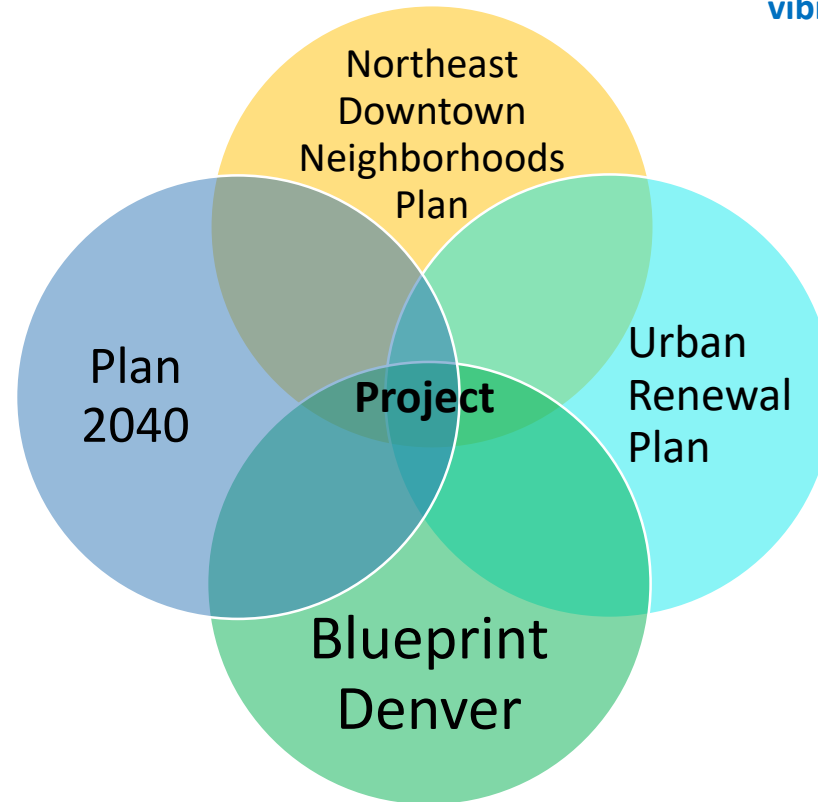 Northeast
Downtown
Neighborhoods
Plan
Plan
2040
Project
Urban
Renewal
Plan
Blueprint
Denver